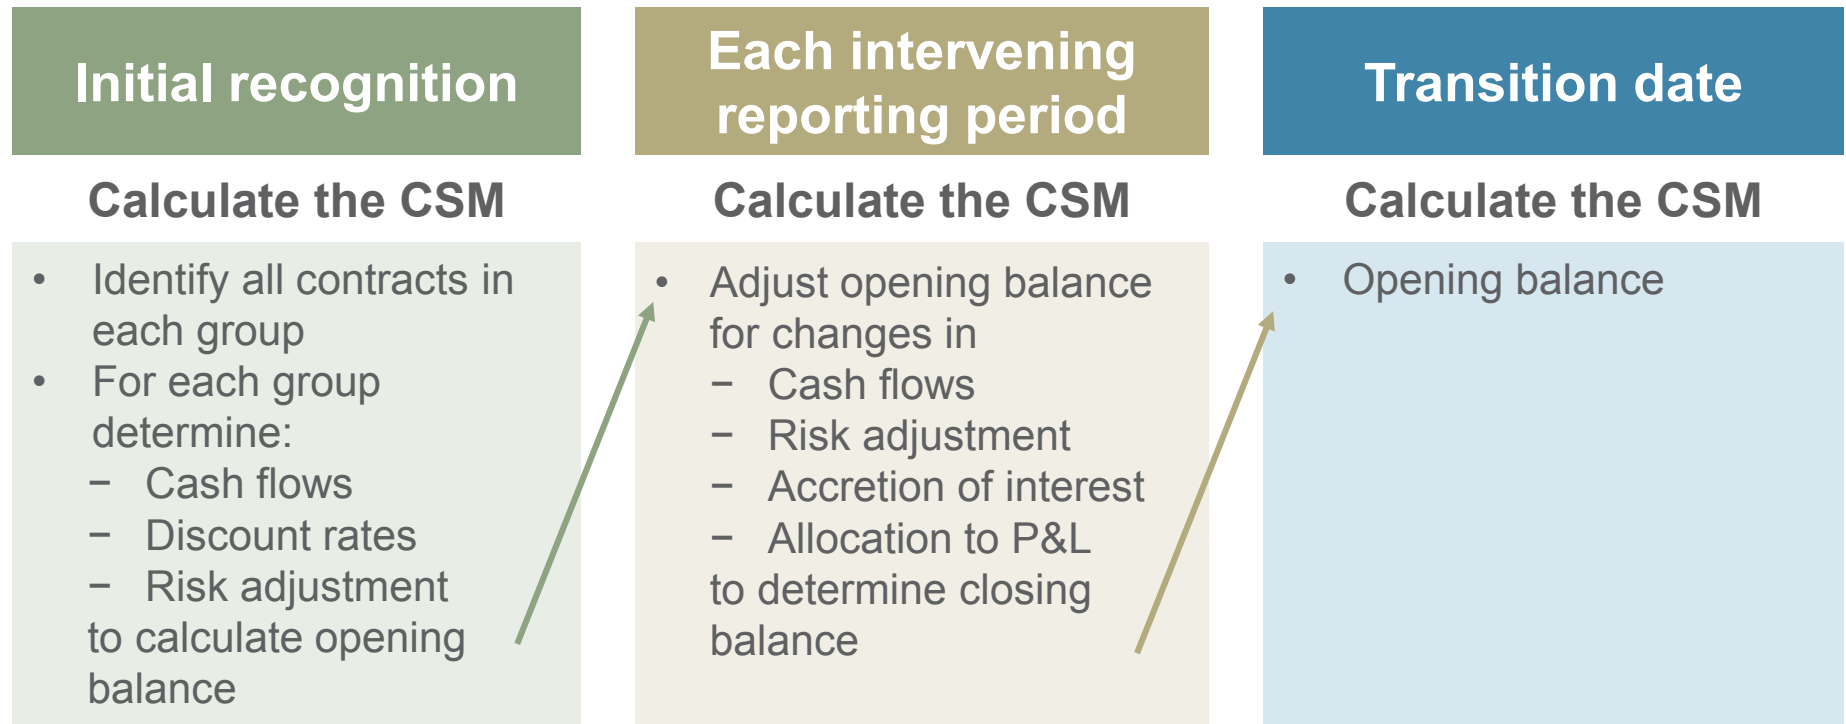 Initial recognition
Calculate the CSM
• Identify all contracts in
each group
• For each group
determine:
− Cash flows
− Discount rates
− Risk adjustment
to calculate opening
balance
Each intervening
reporting period
Calculate the CSM
• Adjust opening balance
for changes in
− Cash flows
− Risk adjustment
− Accretion of interest
− Allocation to P&L
to determine closing
balance
Transition date
Calculate the CSM
• Opening balance